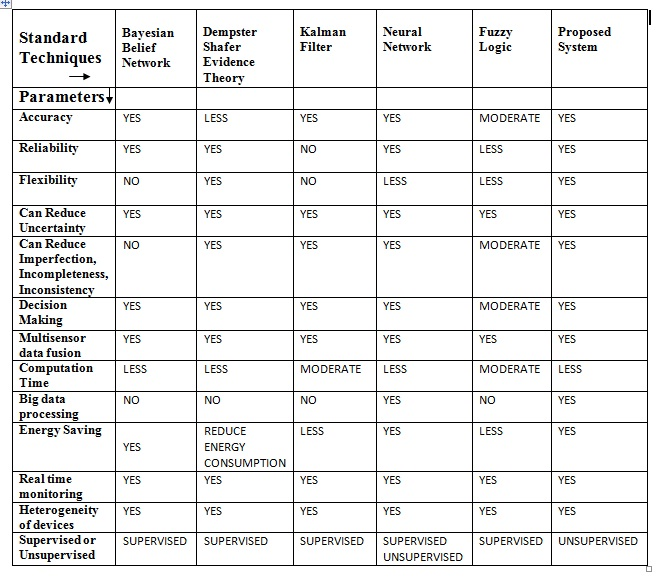 Standard Techniques → Bayesian Belief Network Dempster Shafer Evidence Theory Kalman Filter Neural Network Fuzzy Logic Proposed System
Parameters↓
Accuracy YES LESS YES YES MODERATE YES
Reliability YES YES NO YES LESS YES
Flexibility NO YES NO LESS LESS YES
Can Reduce Uncertainty YES YES YES YES YES YES
Can Reduce Imperfection, Incompleteness, Inconsistency NO YES YES YES MODERATE YES
Decision Making YES YES YES YES MODERATE YES
Multisensor data fusion YES YES YES YES YES YES
Computation Time LESS LESS MODERATE LESS MODERATE LESS
Big data processing NO NO NO YES NO YES
Energy Saving YES REDUCE ENERGY CONSUMPTION LESS YES LESS YES
Real time monitoring YES YES YES YES YES YES
Heterogeneity of devices YES YES YES YES YES YES
Supervised or Unsupervised SUPERVISED SUPERVISED SUPERVISED SUPERVISED UNSUPERVISED SUPERVISED UNSUPERVISED